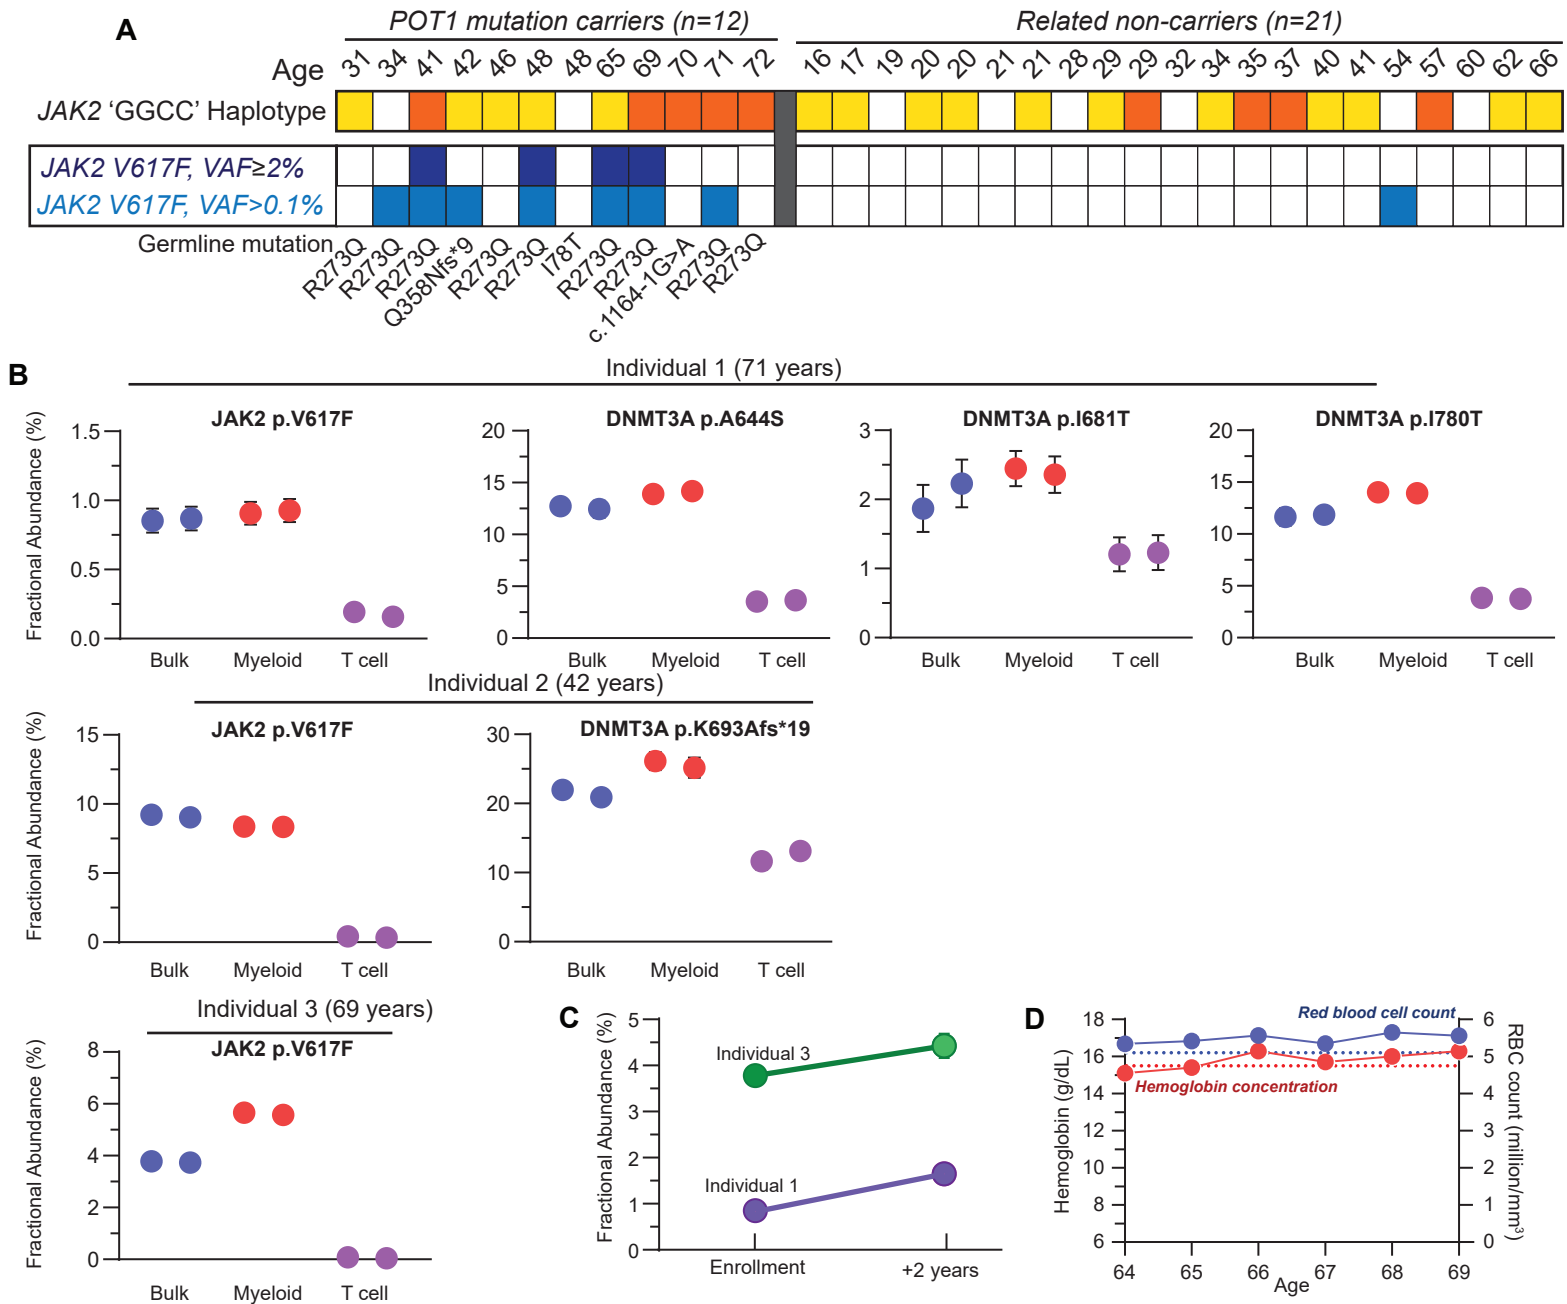 A
POT1 mutation carriers (n=12)
Related non-carriers (n=21)
Age
31 34 41 42 46 48 48 65 69 70 71 72
16 17 19 20 20 21 21 28 29 29 32 34 35 37 40 41 54 57 60 62 66
JAK2 ‘GGCC’ Haplotype
JAK2 V617F, VAF≥2%
JAK2 V617F, VAF>0.1%
Germline mutation
R273Q
R273Q
R273Q
Q358Nfs*9
R273Q
R273Q
I78T
R273Q
R273Q
c.1164-1G>A
R273Q
R273Q
B
Individual 1 (71 years)
JAK2 p.V617F
Fractional Abundance (%)
1.5
1.0
0.5
0.0
Bulk Myeloid T cell
DNMT3A p.A644S
20
15
10
5
0
Bulk Myeloid T cell
DNMT3A p.I681T
3
2
1
0
Bulk Myeloid T cell
DNMT3A p.I780T
20
15
10
5
0
Bulk Myeloid T cell
Individual 2 (42 years)
JAK2 p.V617F
Fractional Abundance (%)
15
10
5
0
Bulk Myeloid T cell
DNMT3A p.K693Afs*19
30
20
10
0
Bulk Myeloid T cell
Individual 3 (69 years)
JAK2 p.V617F
Fractional Abundance (%)
8
6
4
2
0
Bulk Myeloid T cell
C
Fractional Abundance (%)
5
4
3
2
1
0
Individual 3
Individual 1
Enrollment +2 years
D
Red blood cell count
Hemoglobin concentration
Hemoglobin (g/dL)
18
16
14
12
10
8
6
RBC count (million/mm³)
6
5
4
3
2
1
0
64 65 66 67 68 69
Age